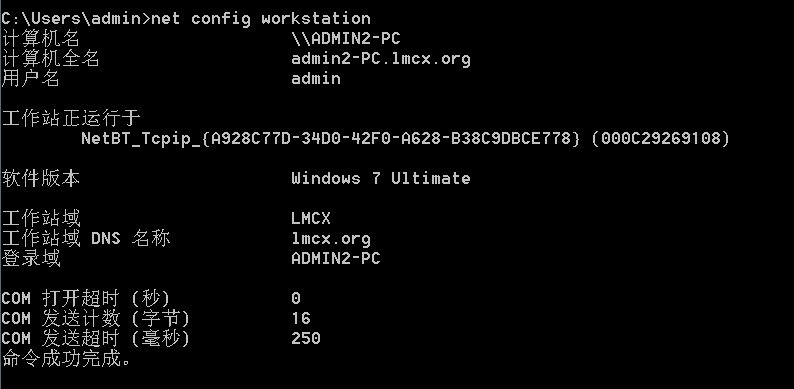 C:\Users\admin>net config workstation
计算机名 \\ADMIN2-PC
计算机全名 admin2-PC.lmcx.org
用户名 admin
工作站正运行于
NetBT_Tcpip_{A928C77D-34D0-42F0-A628-B38C9DBCE778} (000C29269108)
软件版本 Windows 7 Ultimate
工作站域 LMCX
工作站域 DNS 名称 lmcx.org
登录域 ADMIN2-PC
COM 打开超时 (秒) 0
COM 发送计数 (字节) 16
COM 发送超时 (毫秒) 250
命令成功完成。